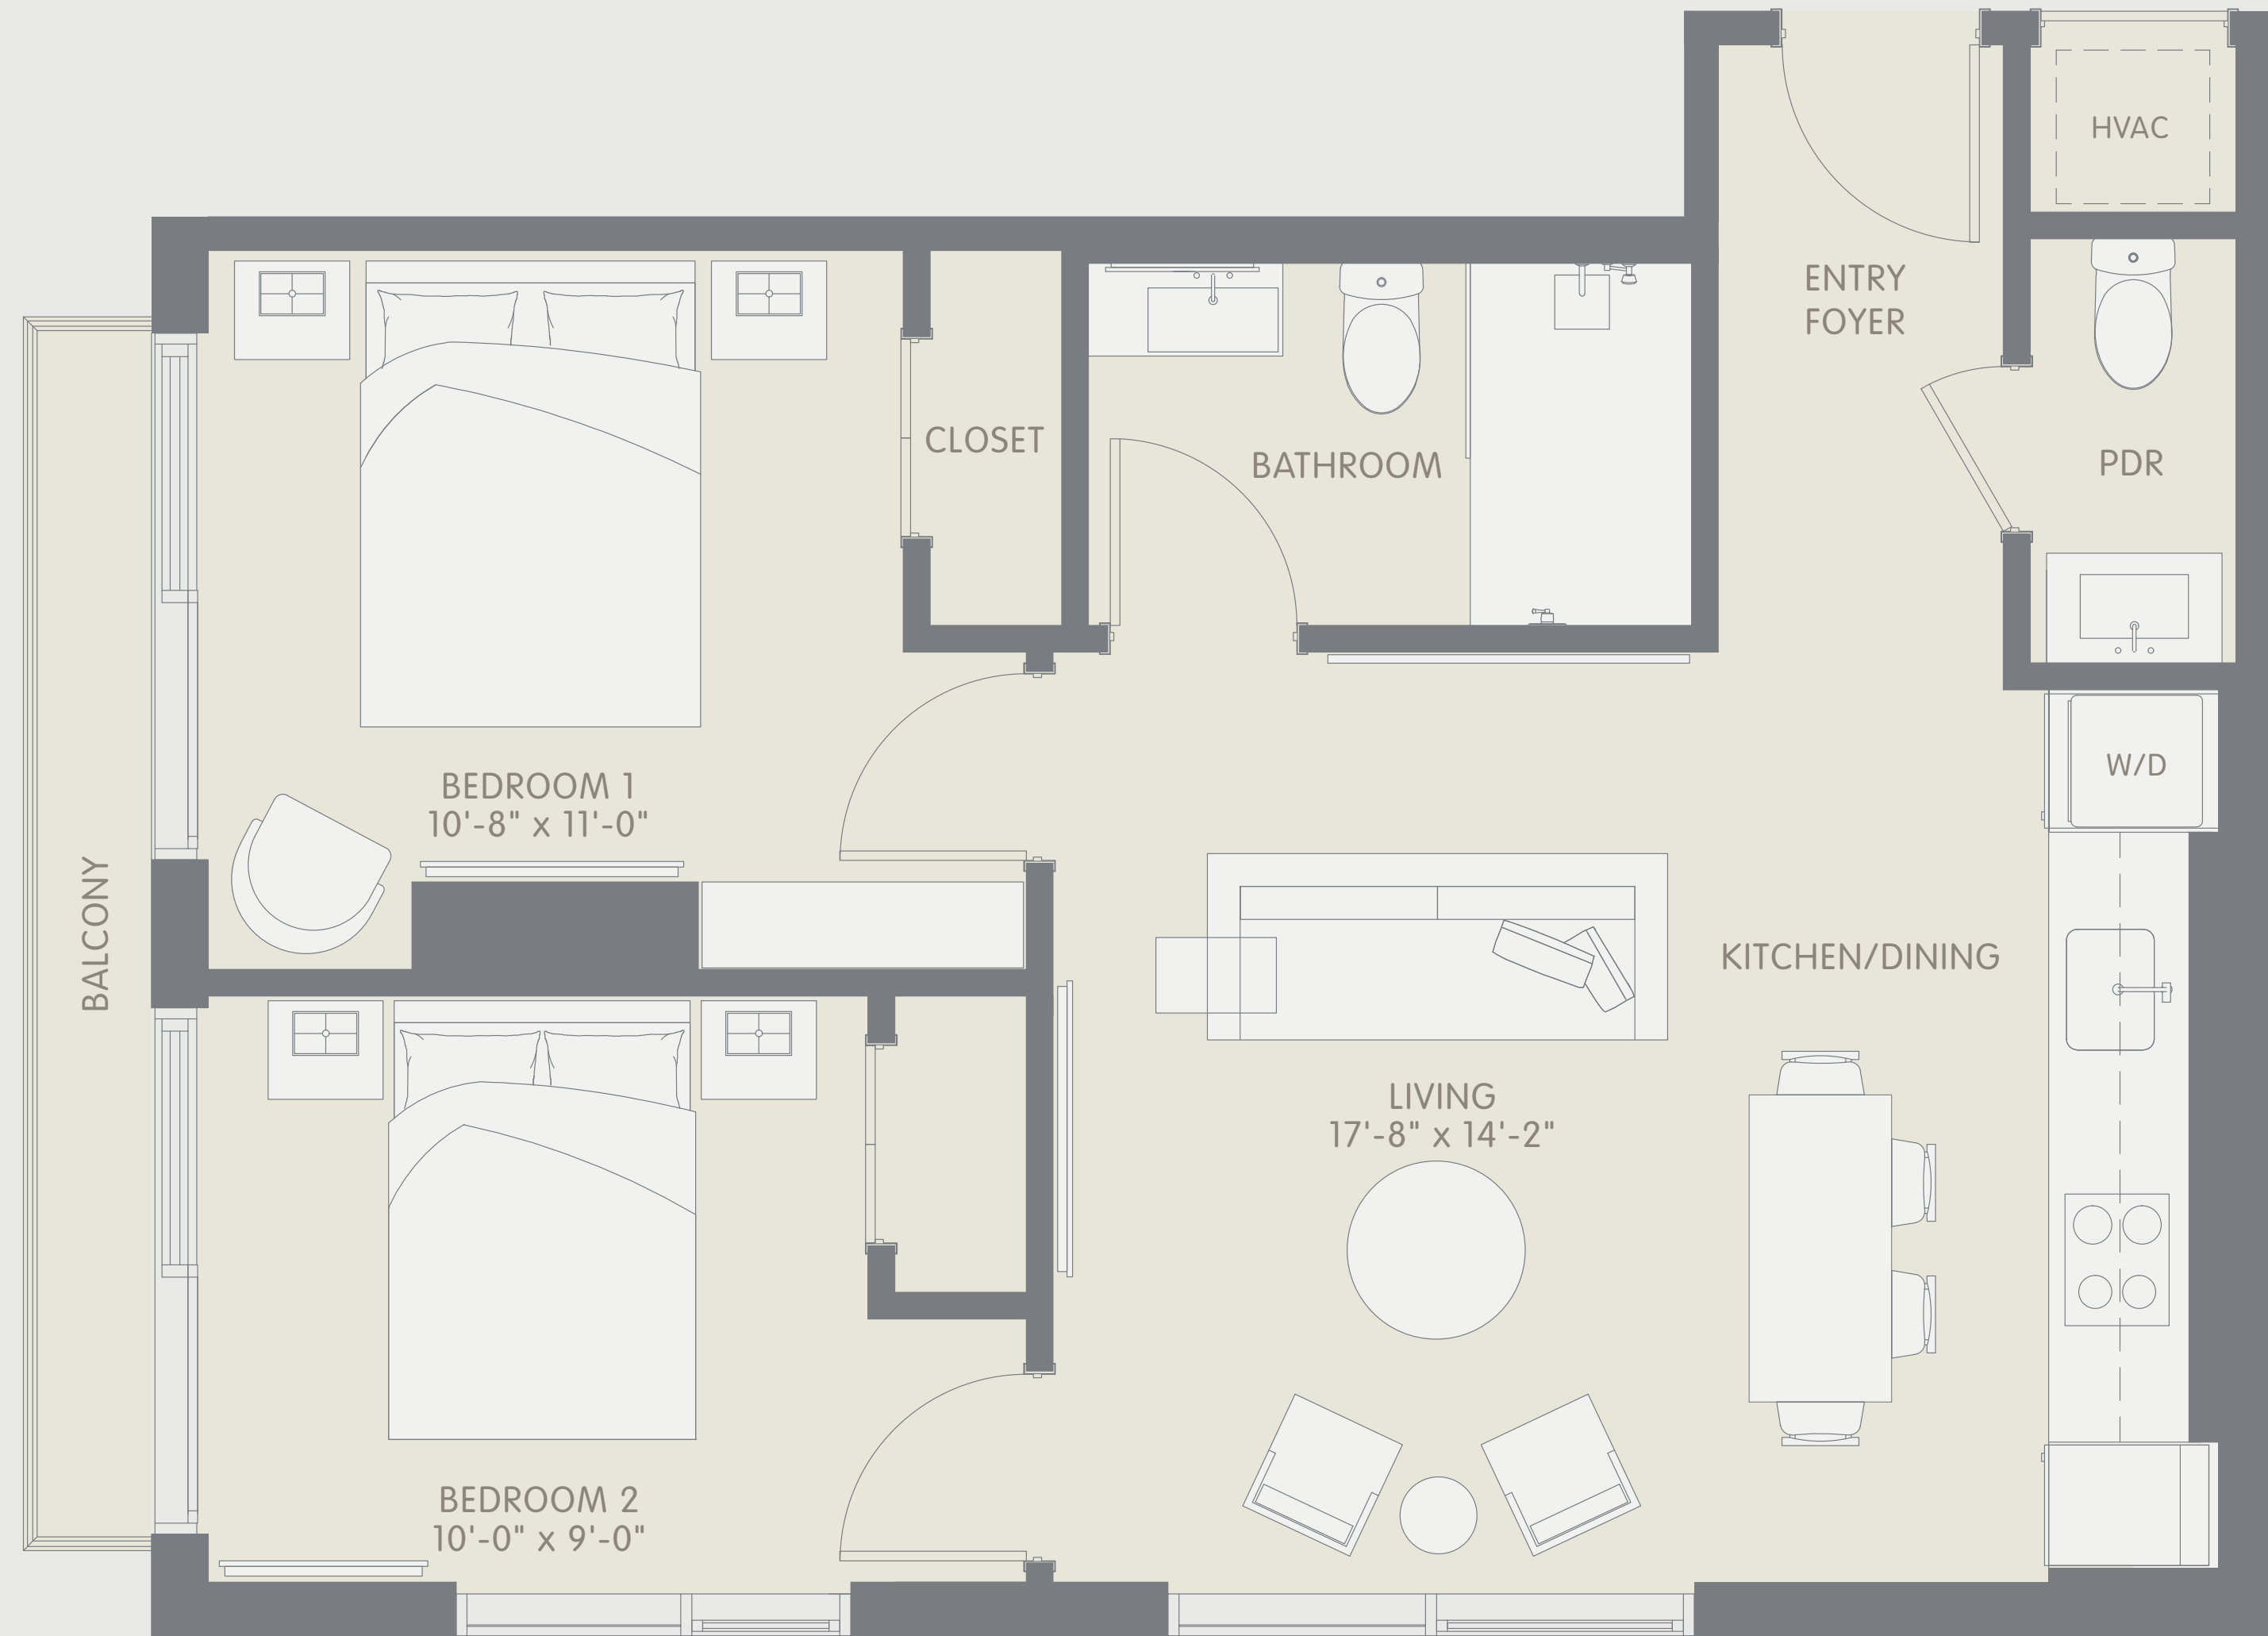 HVAC
ENTRY
FOYER
CLOSET
BATHROOM
PDR
BEDROOM 1
10'-8" x 11'-0"
W/D
BALCONY
KITCHEN/DINING
LIVING
17'-8" x 14'-2"
BEDROOM 2
10'-0" x 9'-0"